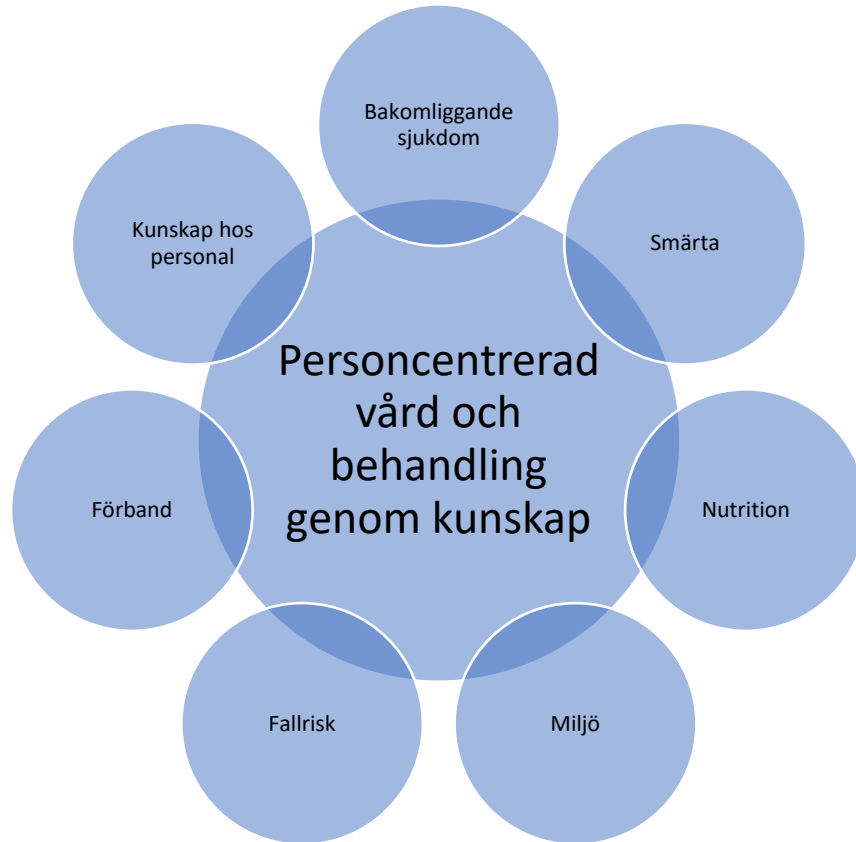 Bakomliggande
sjukdom
Kunskap hos
personal
Smärta
Personcentrerad
vård och
behandling
genom kunskap
Förband
Nutrition
Fallrisk
Miljö